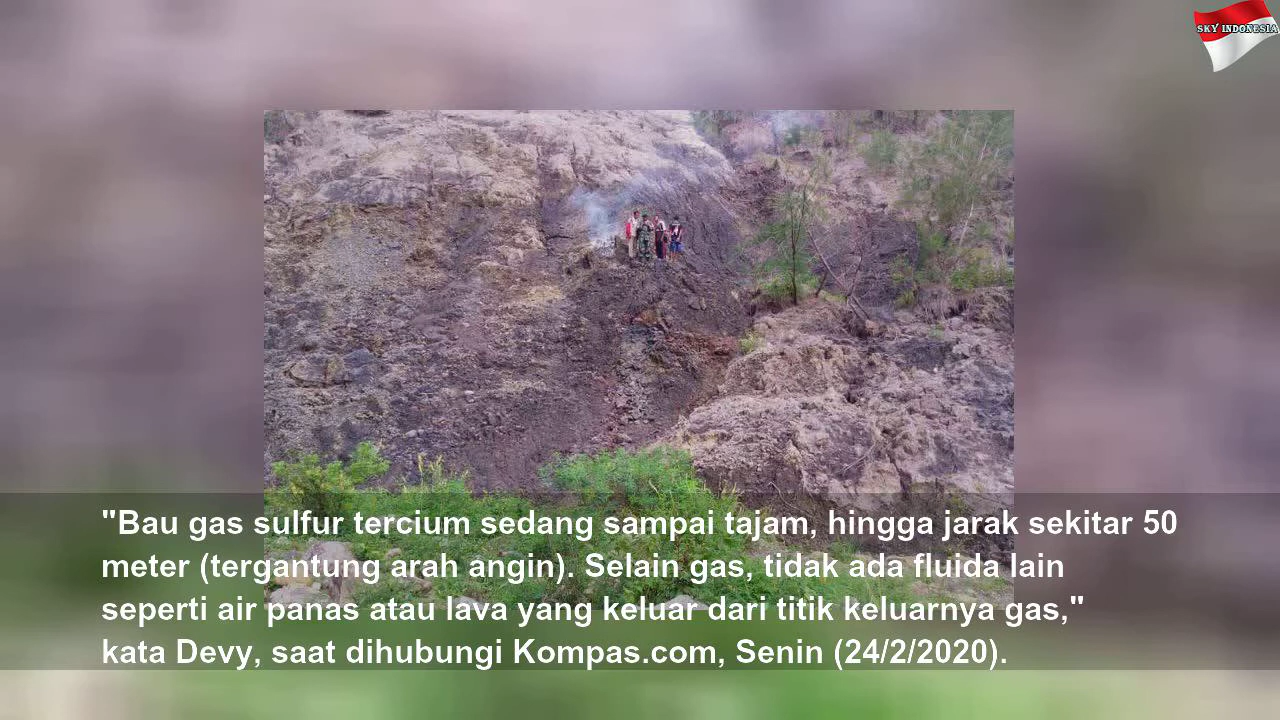 SKY INDONESIA
"Bau gas sulfur tercium sedang sampai tajam, hingga jarak sekitar 50
meter (tergantung arah angin). Selain gas, tidak ada fluida lain
seperti air panas atau lava yang keluar dari titik keluarnya gas,"
kata Devy, saat dihubungi Kompas.com, Senin (24/2/2020).